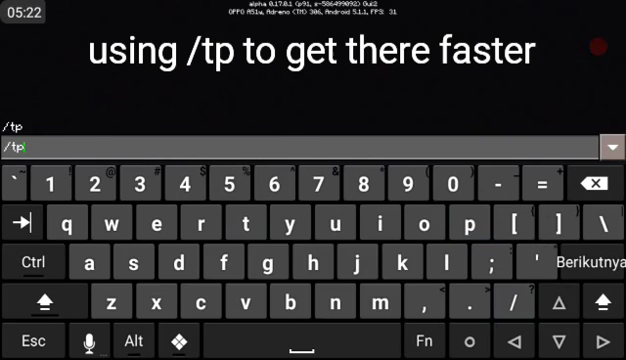 05:22
alpha 0.17.0.1 (p91, z-586499092) Gui2
OPPO A51w, Adreno (TM) 306, Android 5.1.1, FPS: 31
using /tp to get there faster
/tp
/tp
` ~ 1 ! 2 @ 3 # 4 $ 5 % 6 ^ 7 & 8 * 9 ( 0 ) - _ = +
q w e r t y u i o p [ { ] } \
Ctrl a s d f g h j k l ; : ' Berikutnya
z x c v b n m , < . > / ?
Esc Alt Fn